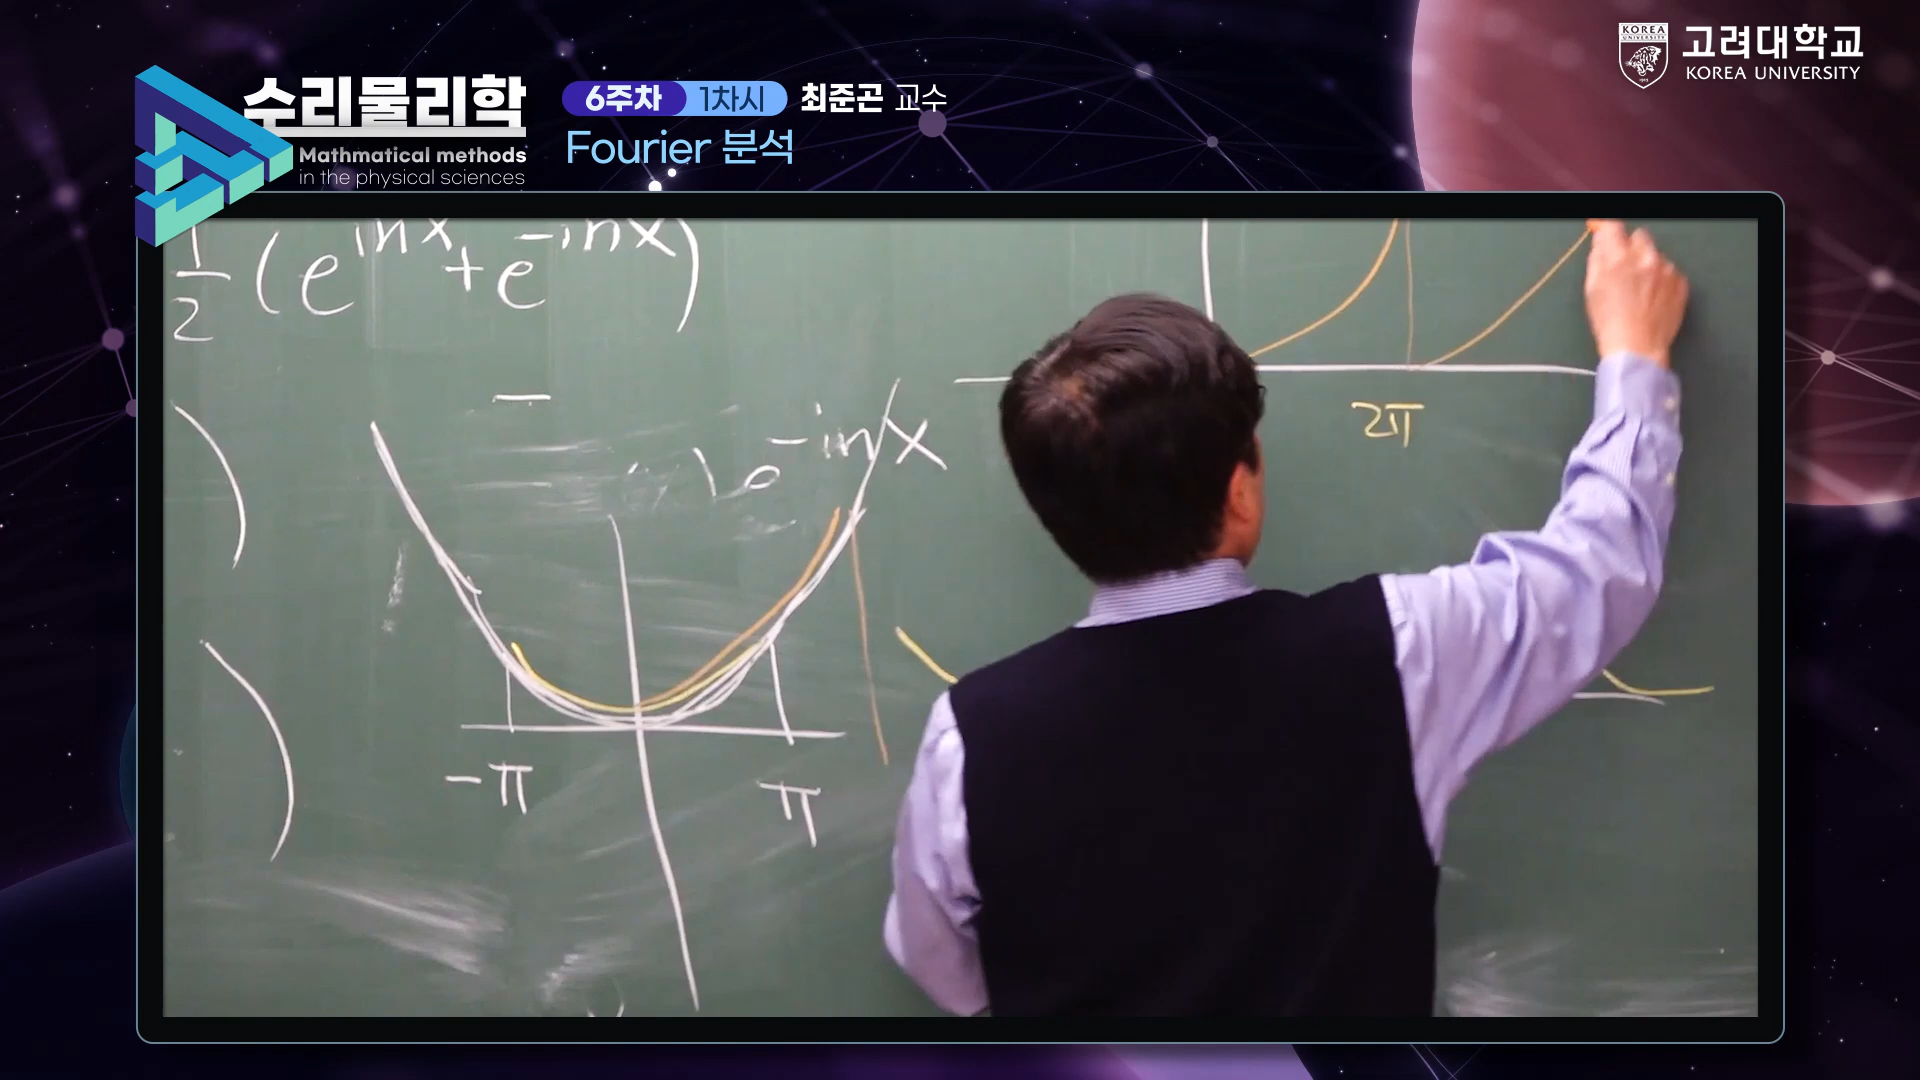 수리물리학
Mathmatical methods
in the physical sciences
6주차 1차시 최준곤 교수
Fourier 분석
KOREA
UNIVERSITY
고려대학교
KOREA UNIVERSITY
1/2 (e^inx + e^-inx)
e^-inx
2π
-π
π